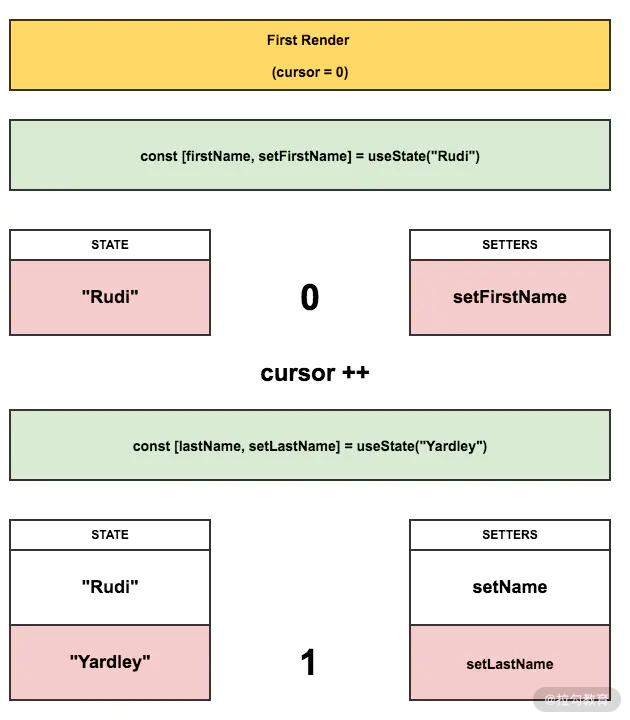 First Render
(cursor = 0)
const [firstName, setFirstName] = useState("Rudi")
STATE
SETTERS
"Rudi"
0
setFirstName
cursor ++
const [lastName, setLastName] = useState("Yardley")
STATE
SETTERS
"Rudi"
setName
"Yardley"
1
setLastName
@拉勾教育